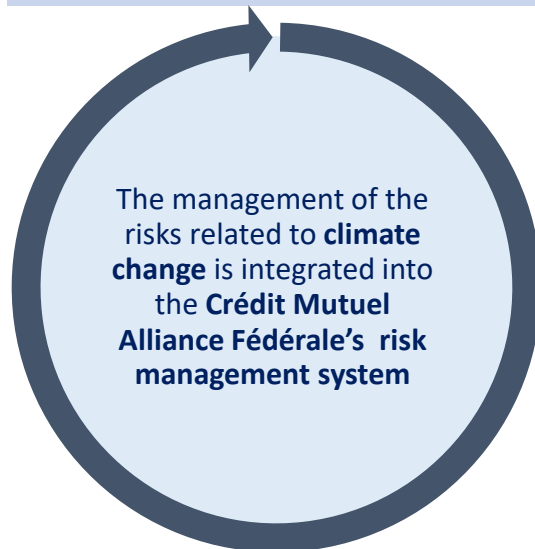 The management of the
risks related to climate
change is integrated into
the Crédit Mutuel
Alliance Fédérale’s  risk
management system